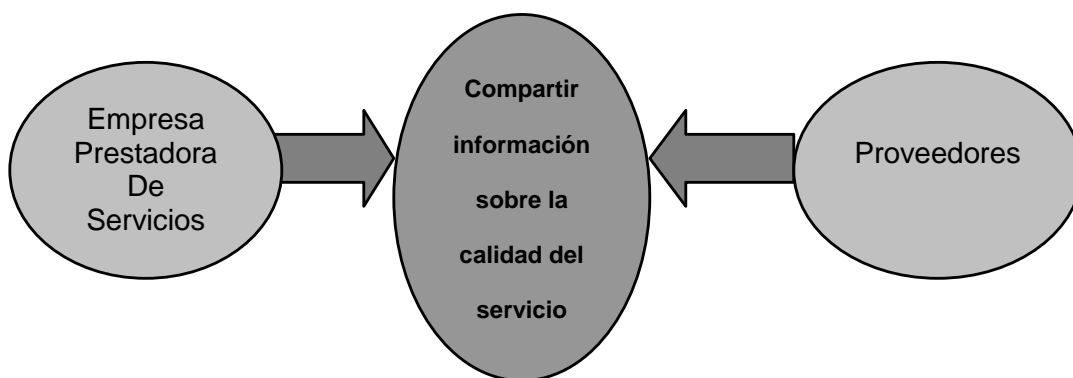 Empresa
Prestadora
De
Servicios
Compartir
información
sobre la
calidad del
servicio
Proveedores